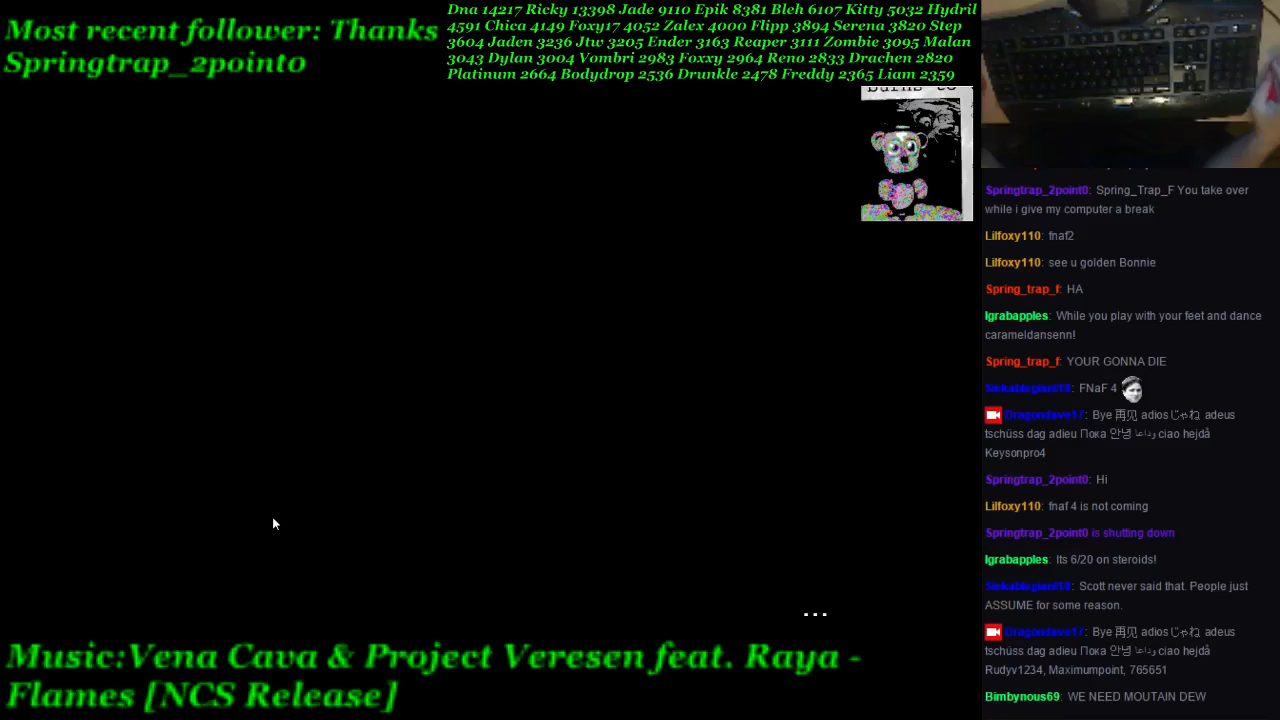 Most recent follower: Thanks
Springtrap_2point0
Dna 14217 Ricky 13398 Jade 9110 Epik 8381 Bleh 6107 Kitty 5032 Hydril
4591 Chica 4149 Foxy17 4052 Zalex 4000 Flipp 3894 Serena 3820 Step
3604 Jaden 3236 Jtw 3205 Ender 3163 Reaper 3111 Zombie 3095 Malan
3043 Dylan 3004 Vombri 2983 Foxxy 2964 Reno 2833 Drachen 2820
Platinum 2664 Bodydrop 2536 Drunkle 2478 Freddy 2365 Liam 2359
burns to
Springtrap_2point0: Spring_Trap_F You take over
while i give my computer a break
Lilfoxy110: fnaf2
Lilfoxy110: see u golden Bonnie
Spring_trap_f: HA
Igrabapples: While you play with your feet and dance
carameldansenn!
Spring_trap_f: YOUR GONNA DIE
FNaF 4
Dragondave17: Bye 再见 adios じゃね adeus
tschüss dag adieu Пока 안녕 وداعا ciao hejdå
Keysonpro4
Springtrap_2point0: Hi
Lilfoxy110: fnaf 4 is not coming
Springtrap_2point0 is shutting down
Igrabapples: Its 6/20 on steroids!
Scott never said that. People just
ASSUME for some reason.
Dragondave17: Bye 再见 adios じゃね adeus
tschüss dag adieu Пока 안녕 وداعا ciao hejdå
Rudyv1234, Maximumpoint, 765651
Bimbynous69: WE NEED MOUTAIN DEW
...
Music:Vena Cava & Project Veresen feat. Raya -
Flames [NCS Release]